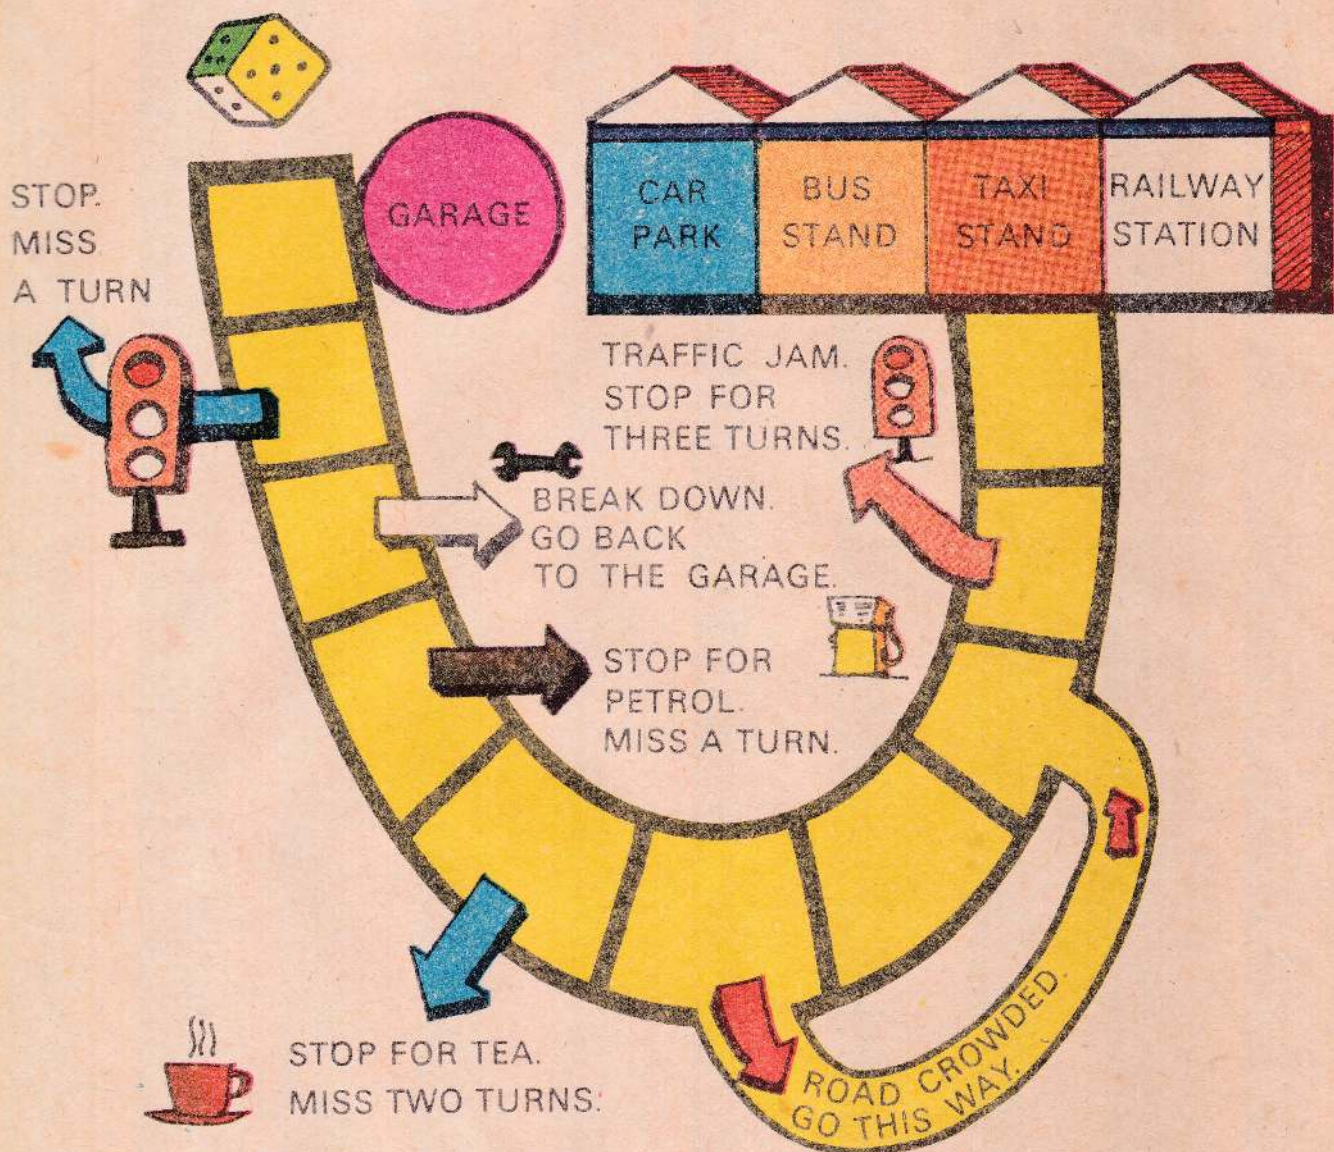 STOP.
MISS
A TURN
GARAGE
CAR
PARK
BUS
STAND
TAXI
STAND
RAILWAY
STATION
TRAFFIC JAM.
STOP FOR
THREE TURNS.
BREAK DOWN.
GO BACK
TO THE GARAGE.
STOP FOR
PETROL.
MISS A TURN.
STOP FOR TEA.
MISS TWO TURNS.
ROAD CROWDED.
GO THIS WAY.